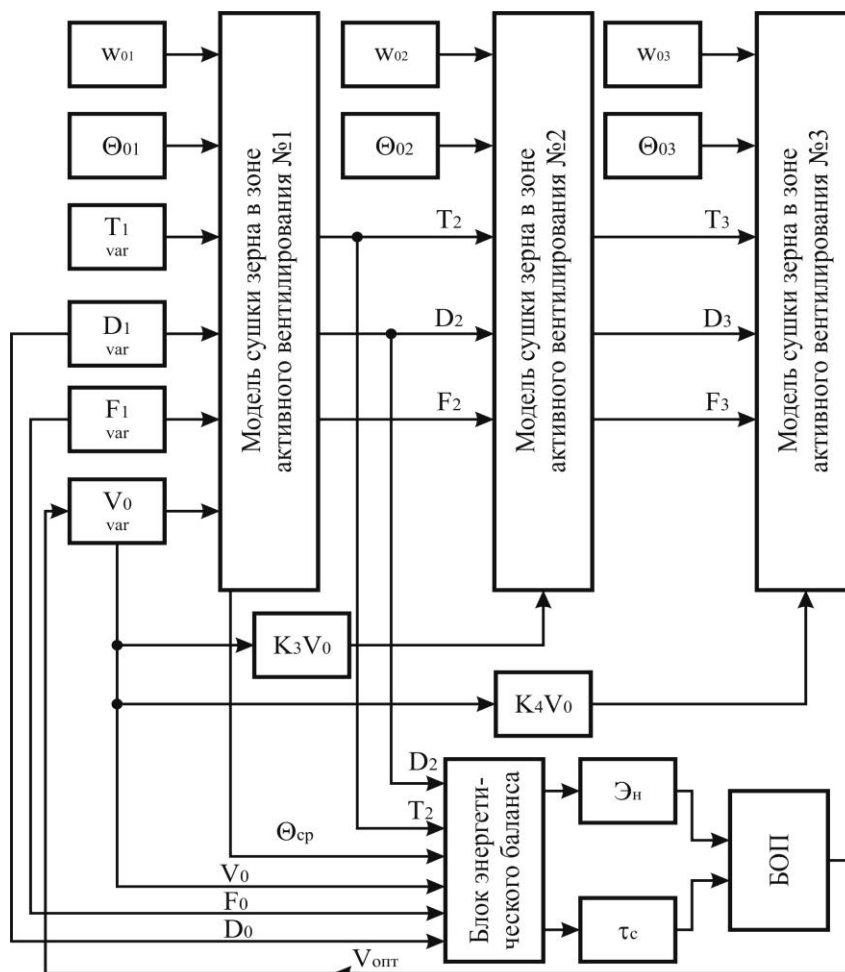 w01
Θ01
T1
var
D1
var
F1
var
V0
var
Модель сушки зерна в зоне
активного вентилирования №1
w02
Θ02
T2
D2
F2
Модель сушки зерна в зоне
активного вентилирования №2
w03
Θ03
T3
D3
F3
Модель сушки зерна в зоне
активного вентилирования №3
K3V0
K4V0
D2
T2
Θср
V0
F0
D0
Vопт
Блок энергети-
ческого баланса
Эн
τс
БОП